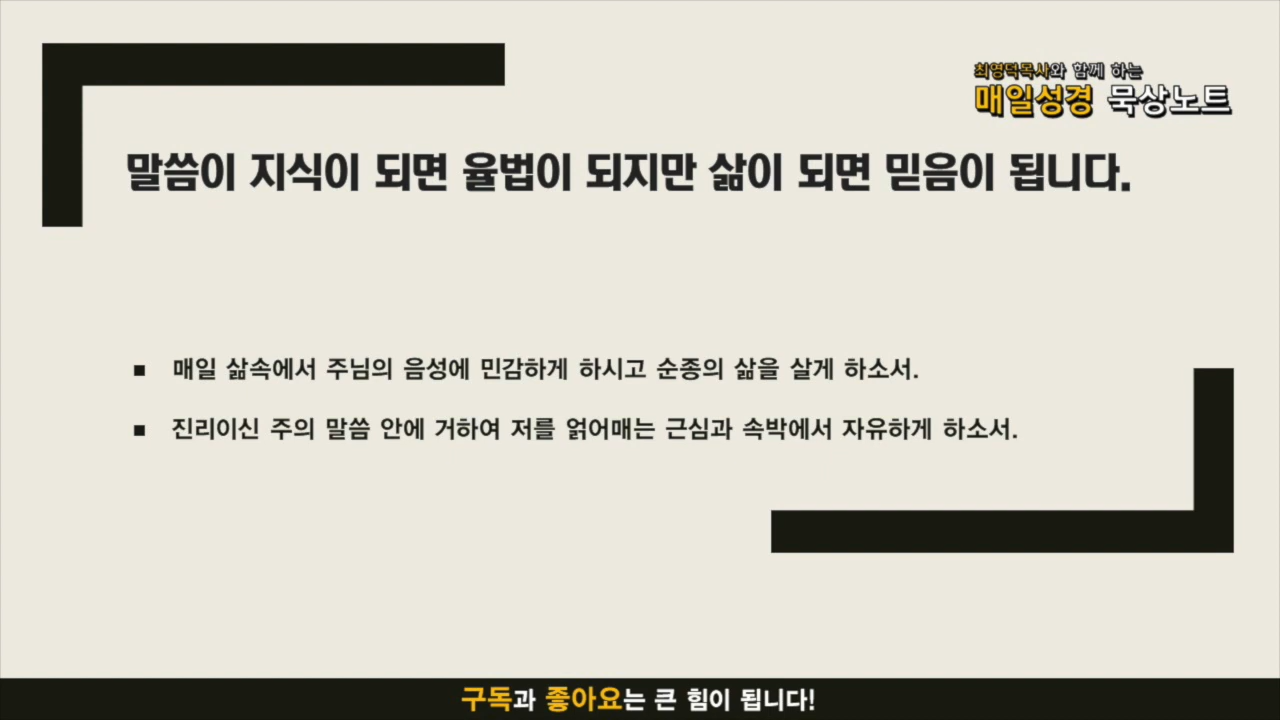 최영덕목사와 함께 하는
매일성경 묵상노트
말씀이 지식이 되면 율법이 되지만 삶이 되면 믿음이 됩니다.
■ 매일 삶속에서 주님의 음성에 민감하게 하시고 순종의 삶을 살게 하소서.
■ 진리이신 주의 말씀 안에 거하여 저를 얽어매는 근심과 속박에서 자유하게 하소서.
구독과 좋아요는 큰 힘이 됩니다!